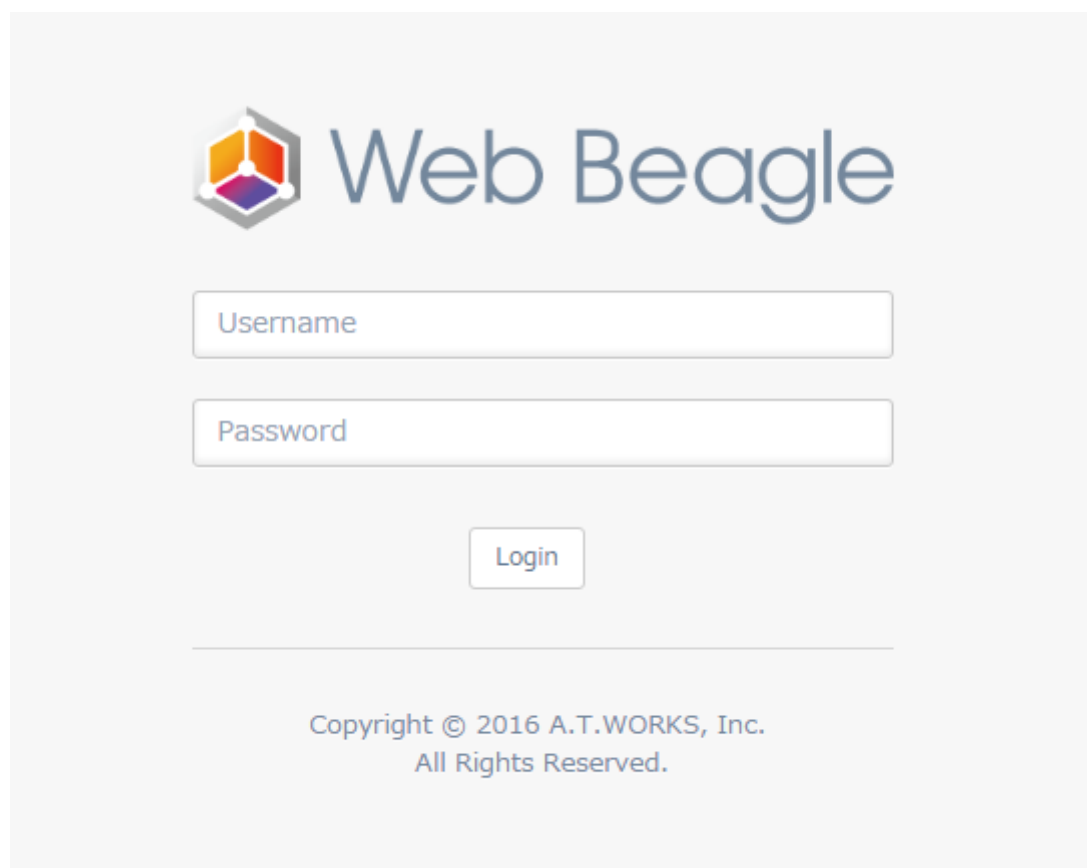 Web Beagle
Username
Password
Login
Copyright © 2016 A.T.WORKS, Inc.
All Rights Reserved.